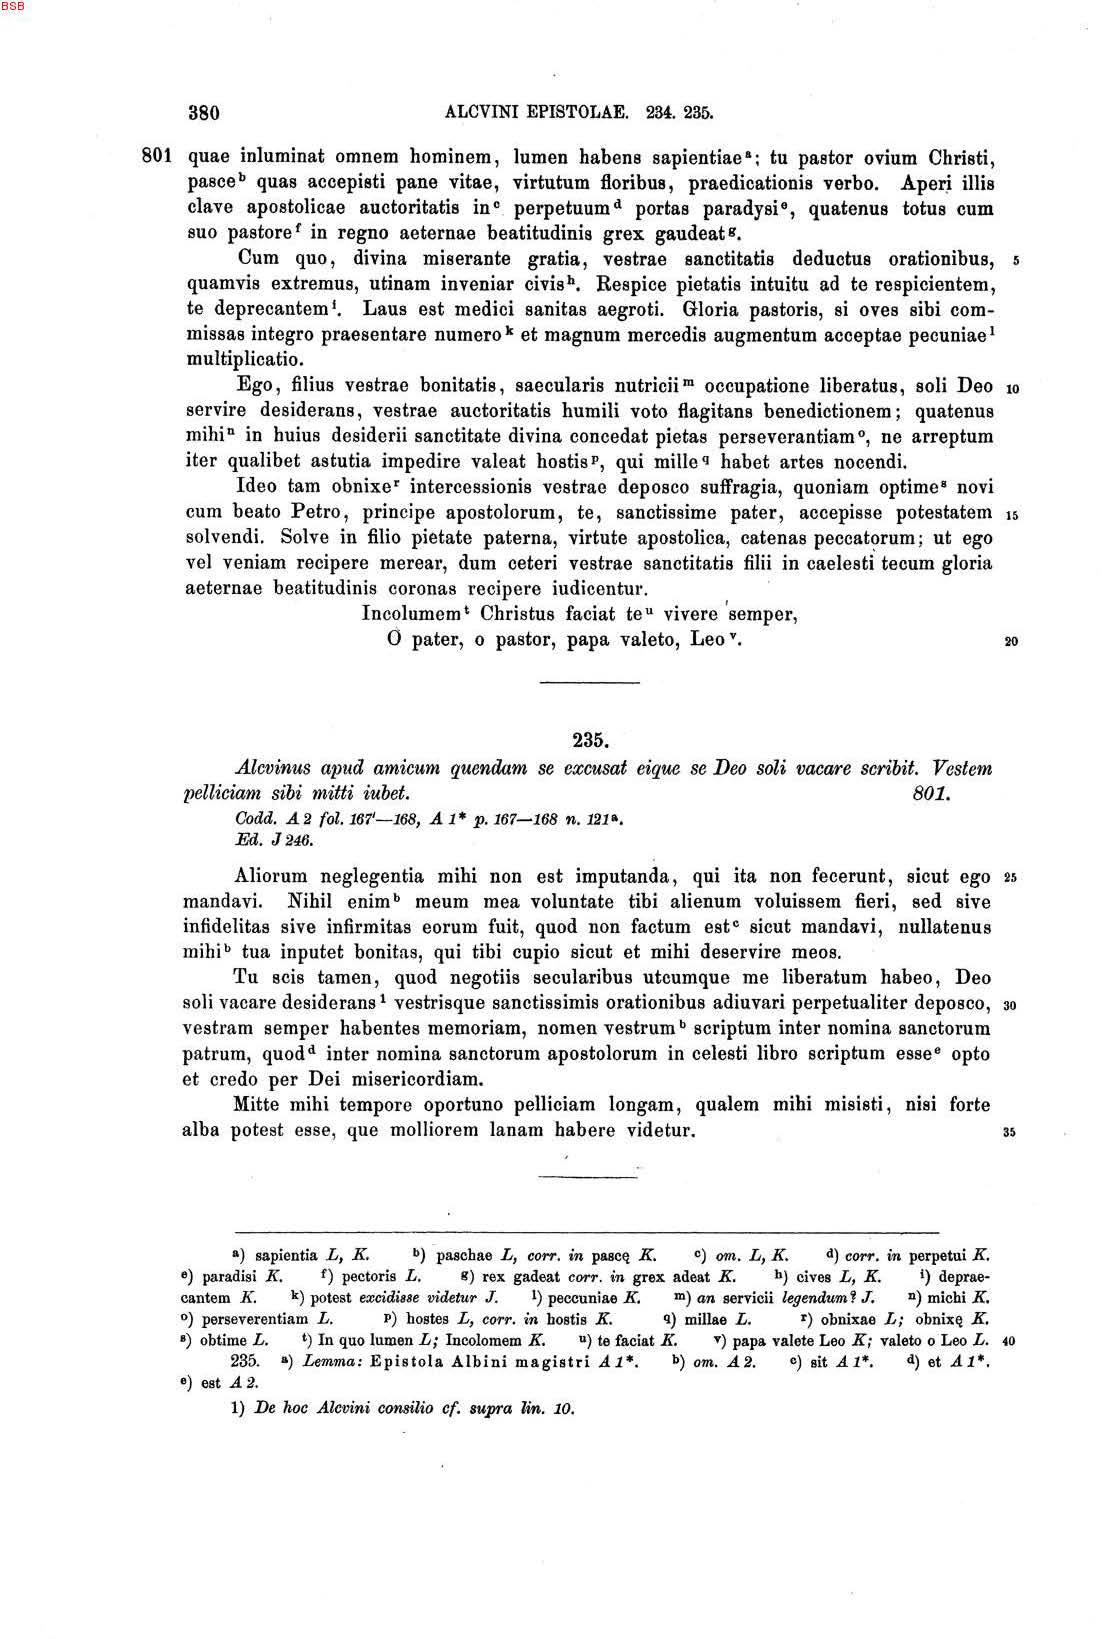 BSB
380 ALCVINI EPISTOLAE. 234. 235.
801 quae inluminat omnem hominem, lumen habens sapientiae a; tu pastor ovium Christi,
pasce b quas accepisti pane vitae, virtutum floribus, praedicationis verbo. Aperi illis
clave apostolicae auctoritatis in c perpetuum d portas paradysi e, quatenus totus cum
suo pastore f in regno aeternae beatitudinis grex gaudeat g.
Cum quo, divina miserante gratia, vestrae sanctitatis deductus orationibus, 5
quamvis extremus, utinam inveniar civis h. Respice pietatis intuitu ad te respicientem,
te deprecantem i. Laus est medici sanitas aegroti. Gloria pastoris, si oves sibi com-
missas integro praesentare numero k et magnum mercedis augmentum acceptae pecuniae l
multiplicatio.
Ego, filius vestrae bonitatis, saecularis nutricii m occupatione liberatus, soli Deo 10
servire desiderans, vestrae auctoritatis humili voto flagitans benedictionem; quatenus
mihi n in huius desiderii sanctitate divina concedat pietas perseverantiam o, ne arreptum
iter qualibet astutia impedire valeat hostis p, qui mille q habet artes nocendi.
Ideo tam obnixe r intercessionis vestrae deposco suffragia, quoniam optime s novi
cum beato Petro, principe apostolorum, te, sanctissime pater, accepisse potestatem 15
solvendi. Solve in filio pietate paterna, virtute apostolica, catenas peccatorum; ut ego
vel veniam recipere merear, dum ceteri vestrae sanctitatis filii in caelesti tecum gloria
aeternae beatitudinis coronas recipere iudicentur.
Incolumem t Christus faciat te u vivere semper,
O pater, o pastor, papa valeto, Leo v. 20
235.
Alcvinus apud amicum quendam se excusat eique se Deo soli vacare scribit. Vestem
pelliciam sibi mitti iubet. 801.
Codd. A 2 fol. 167'—168, A 1* p. 167—168 n. 121a.
Ed. J 246.
Aliorum neglegentia mihi non est imputanda, qui ita non fecerunt, sicut ego 25
mandavi. Nihil enim b meum mea voluntate tibi alienum voluissem fieri, sed sive
infidelitas sive infirmitas eorum fuit, quod non factum est c sicut mandavi, nullatenus
mihi b tua inputet bonitas, qui tibi cupio sicut et mihi deservire meos.
Tu scis tamen, quod negotiis secularibus utcumque me liberatum habeo, Deo
soli vacare desiderans 1 vestrisque sanctissimis orationibus adiuvari perpetualiter deposco, 30
vestram semper habentes memoriam, nomen vestrum b scriptum inter nomina sanctorum
patrum, quod d inter nomina sanctorum apostolorum in celesti libro scriptum esse e opto
et credo per Dei misericordiam.
Mitte mihi tempore oportuno pelliciam longam, qualem mihi misisti, nisi forte
alba potest esse, que molliorem lanam habere videtur. 35
a) sapientia L, K. b) paschae L, corr. in pascę K. c) om. L, K. d) corr. in perpetui K.
e) paradisi K. f) pectoris L. g) rex gadeat corr. in grex adeat K. h) cives L, K. i) deprae-
cantem K. k) potest excidisse videtur J. l) peccuniae K. m) an servicii legendum? J. n) michi K.
o) perseverentiam L. p) hostes L, corr. in hostis K. q) millae L. r) obnixae L; obnixę K.
s) obtime L. t) In quo lumen L; Incolomem K. u) te faciat K. v) papa valete Leo K; valeto o Leo L. 40
235. a) Lemma: Epistola Albini magistri A 1*. b) om. A 2. c) sit A 1*. d) et A 1*.
e) est A 2.
1) De hoc Alcvini consilio cf. supra lin. 10.